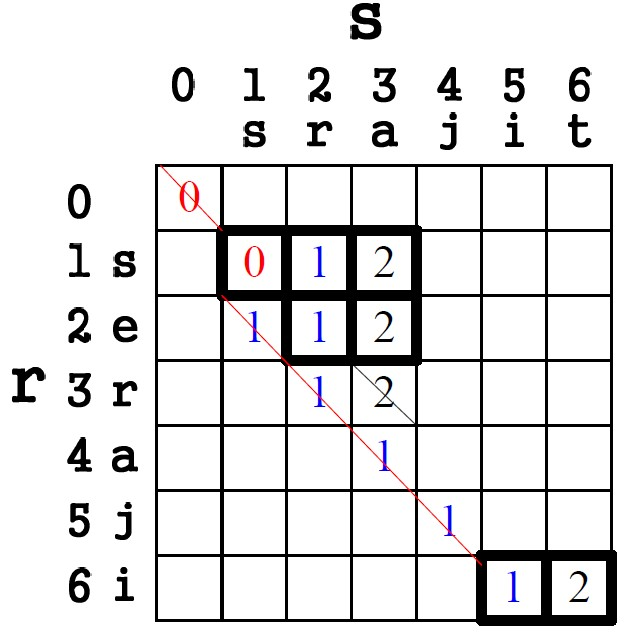 s
0 1 2 3 4 5 6
s r a j i t
0 0
1 s 0 1 2
2 e 1 1 2
r 3 r 1 2
4 a 1
5 j 1
6 i 1 2